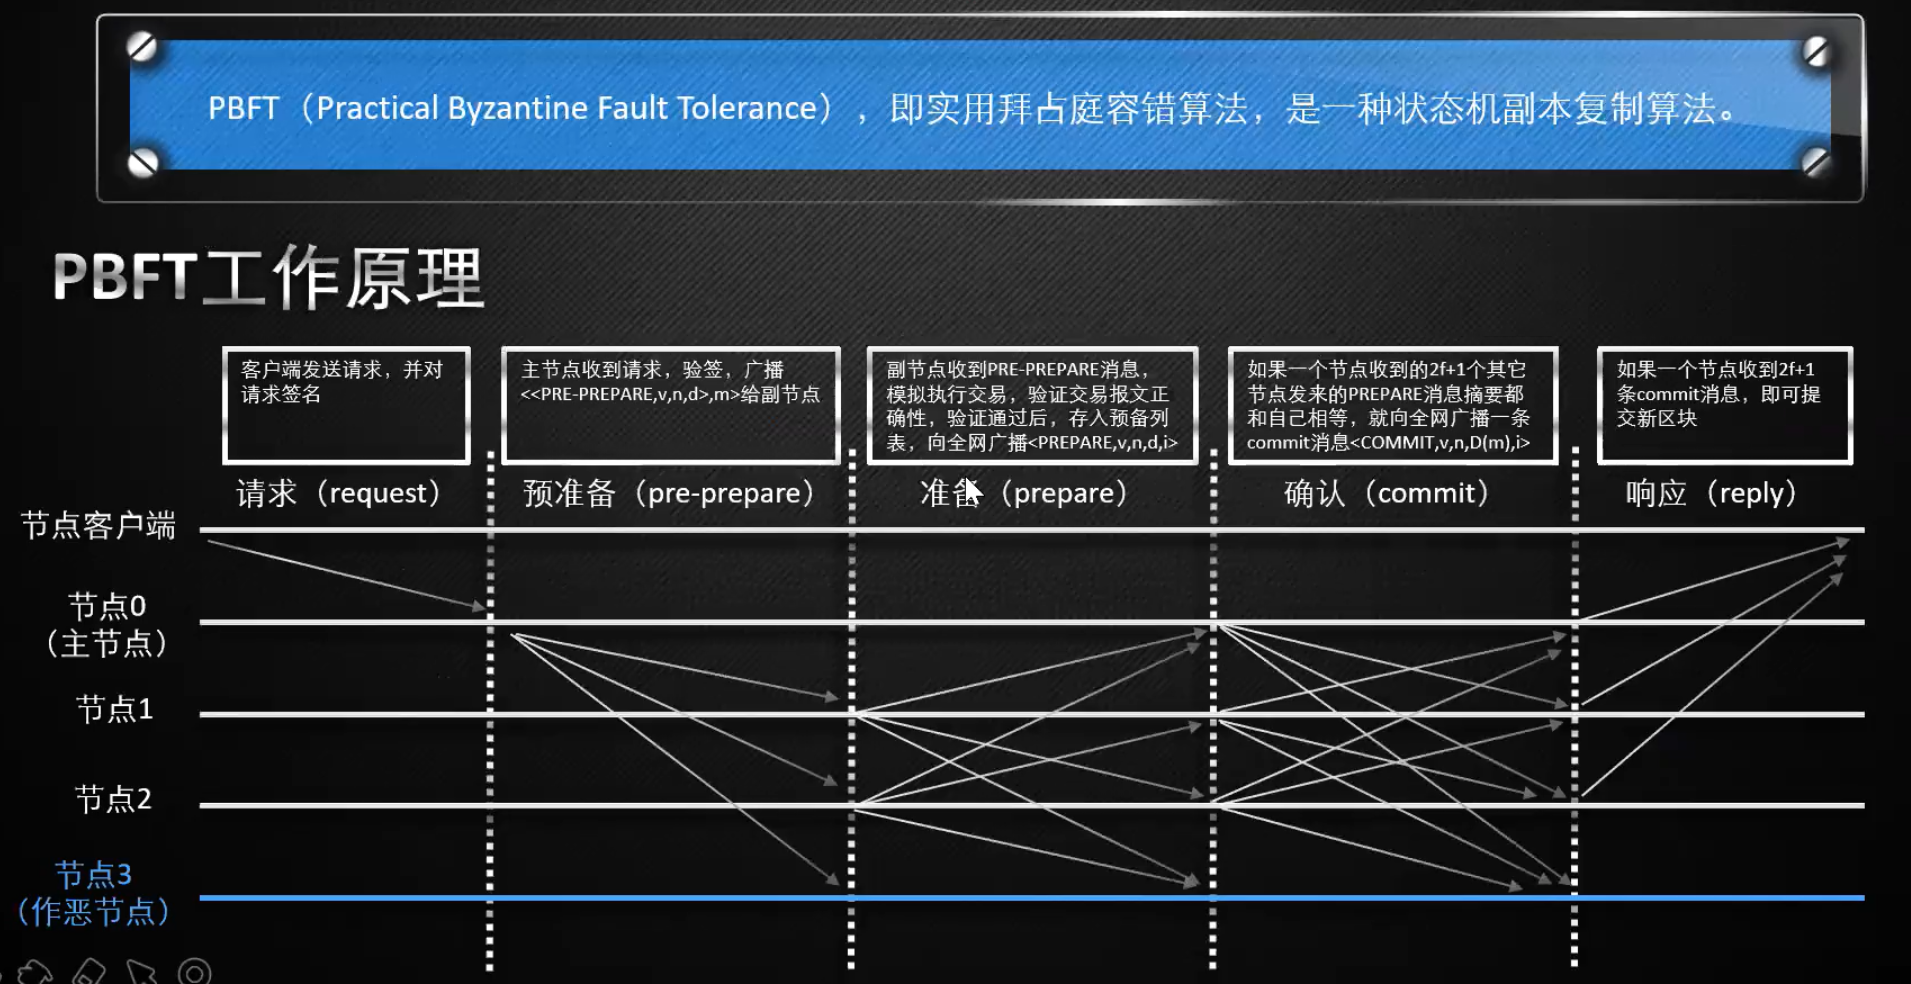 PBFT（Practical Byzantine Fault Tolerance），即实用拜占庭容错算法，是一种状态机副本复制算法。
PBFT工作原理
客户端发送请求，并对
请求签名
主节点收到请求，验签，广播
<<PRE-PREPARE,v,n,d>,m>给副节点
副节点收到PRE-PREPARE消息，
模拟执行交易，验证交易报文正
确性，验证通过后，存入预备列
表，向全网广播<PREPARE,v,n,d,i>
如果一个节点收到的2f+1个其它
节点发来的PREPARE消息摘要都
和自己相等，就向全网广播一条
commit消息<COMMIT,v,n,D(m),i>
如果一个节点收到2f+1
条commit消息，即可提
交新区块
请求（request）
预准备（pre-prepare）
准备（prepare）
确认（commit）
响应（reply）
节点客户端
节点0
（主节点）
节点1
节点2
节点3
（作恶节点）